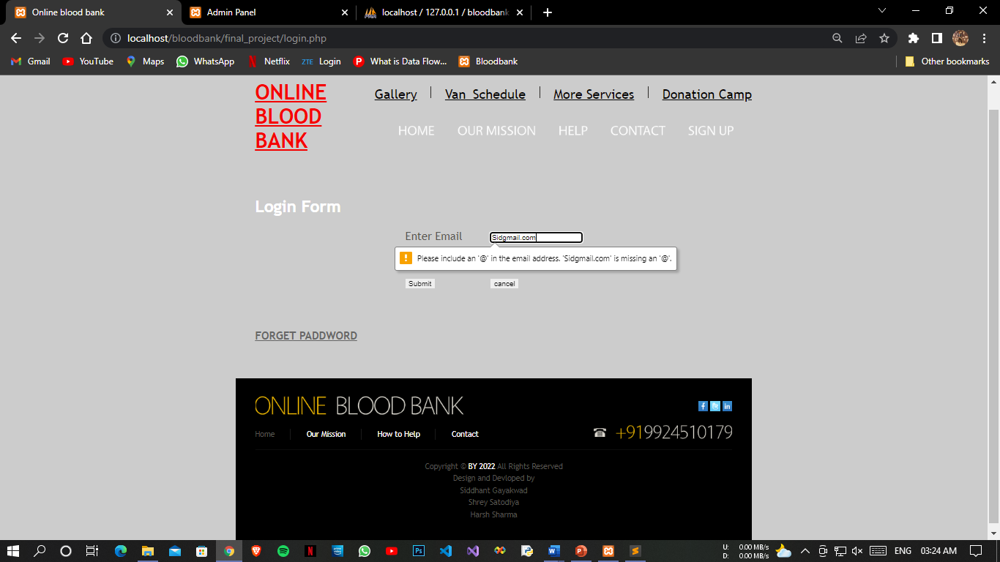 Online blood bank
Admin Panel
localhost / 127.0.0.1 / bloodbank
localhost/bloodbank/final_project/login.php
Gmail YouTube Maps WhatsApp Netflix ZTE Login What is Data Flow... Bloodbank Other bookmarks
ONLINE
BLOOD
BANK
Gallery Van Schedule More Services Donation Camp
HOME OUR MISSION HELP CONTACT SIGN UP
Login Form
Enter Email Sidgmail.com
Please include an '@' in the email address. 'Sidgmail.com' is missing an '@'.
Submit cancel
FORGET PADDWORD
ONLINE BLOOD BANK
Home Our Mission How to Help Contact
+919924510179
Copyright © BY 2022 All Rights Reserved
Design and Devloped by
Siddhant Gayakwad
Shrey Satodiya
Harsh Sharma
U: 0.00 MB/s
D: 0.00 MB/s
ENG 03:24 AM